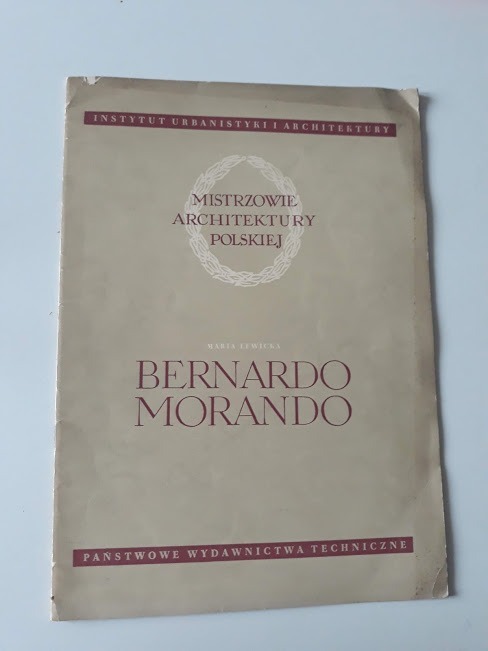 INSTYTUT URBANISTYKI I ARCHITEKTURY
MISTRZOWIE
ARCHITEKTURY
POLSKIEJ
MARIA LEWICKA
BERNARDO
MORANDO
PAŃSTWOWE WYDAWNICTWA TECHNICZNE